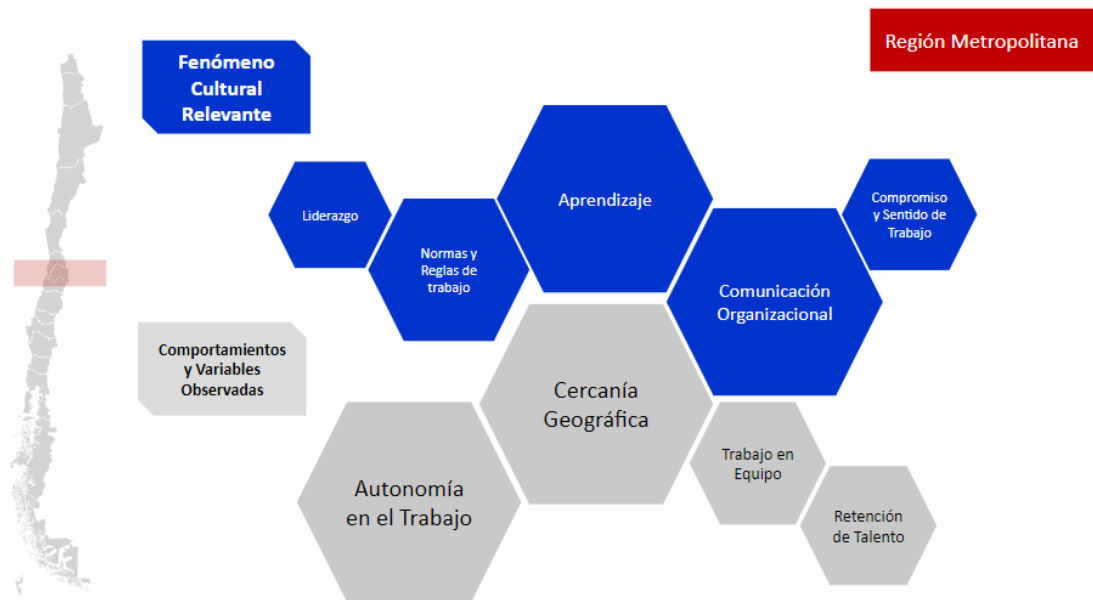 Región Metropolitana
Fenómeno
Cultural
Relevante
Liderazgo
Normas y
Reglas de
trabajo
Aprendizaje
Compromiso
y Sentido de
Trabajo
Comunicación
Organizacional
Comportamientos
y Variables
Observadas
Cercanía
Geográfica
Autonomía
en el Trabajo
Trabajo en
Equipo
Retención
de Talento